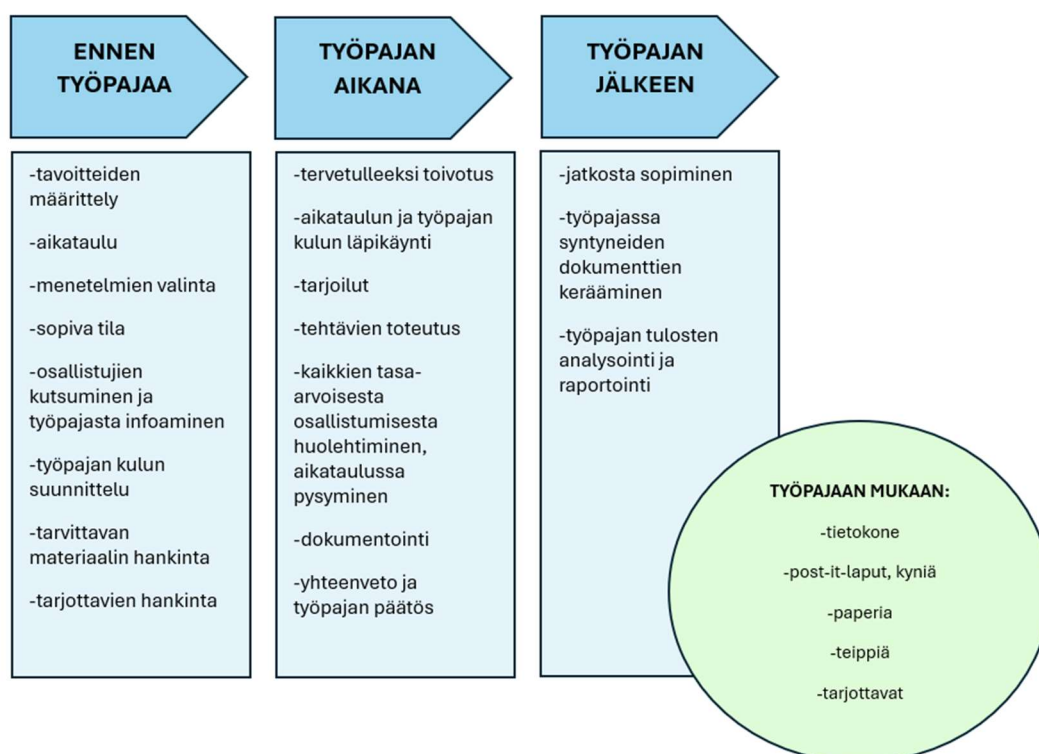 ENNEN
TYÖPAJAA
-tavoitteiden
määrittely
-aikataulu
-menetelmien valinta
-sopiva tila
-osallistujien
kutsuminen ja
työpajasta infoaminen
-työpajan kulun
suunnittelu
-tarvittavan
materiaalin hankinta
-tarjottavien hankinta
TYÖPAJAN
AIKANA
-tervetulleeksi toivotus
-aikataulun ja työpajan
kulun läpikäynti
-tarjoilut
-tehtävien toteutus
-kaikkien tasa-
arvoisesta
osallistumisesta
huolehtiminen,
aikataulussa
pysyminen
-dokumentointi
-yhteenveto ja
työpajan päätös
TYÖPAJAN
JÄLKEEN
-jatkosta sopiminen
-työpajassa
syntyneiden
dokumenttien
kerääminen
-työpajan tulosten
analysointi ja
raportointi
TYÖPAJAAN MUKAAN:
-tietokone
-post-it-laput, kyniä
-paperia
-teippiä
-tarjottavat